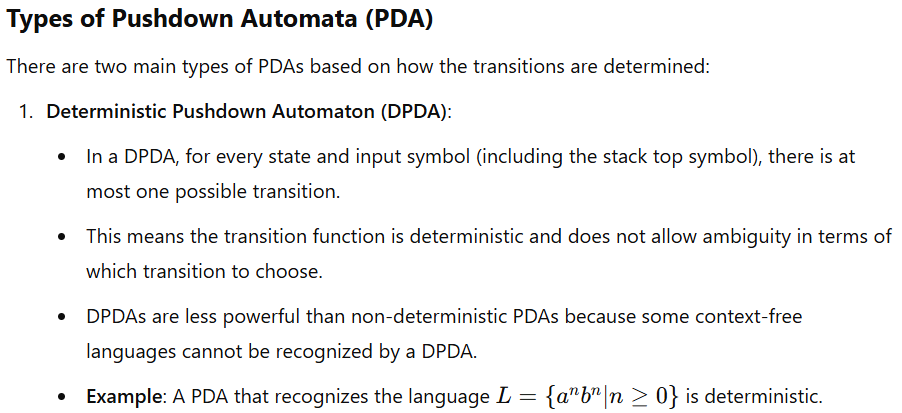 Types of Pushdown Automata (PDA)
There are two main types of PDAs based on how the transitions are determined:
1. Deterministic Pushdown Automaton (DPDA):
• In a DPDA, for every state and input symbol (including the stack top symbol), there is at
most one possible transition.
• This means the transition function is deterministic and does not allow ambiguity in terms of
which transition to choose.
• DPDAs are less powerful than non-deterministic PDAs because some context-free
languages cannot be recognized by a DPDA.
• Example: A PDA that recognizes the language L = {aⁿbⁿ|n ≥ 0} is deterministic.